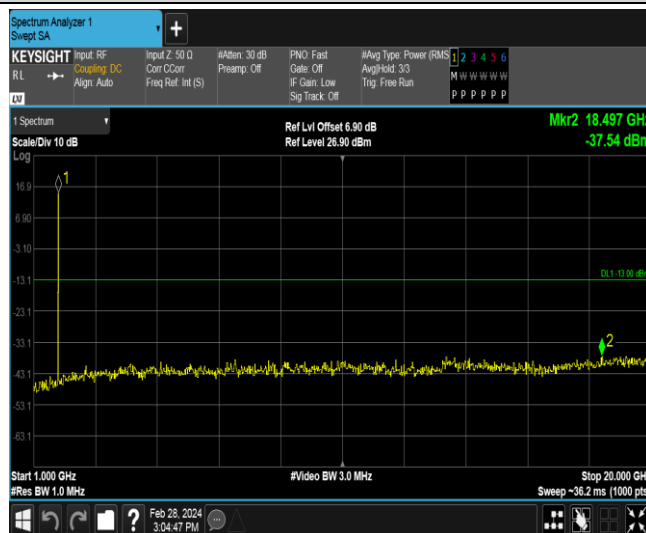 Spectrum Analyzer 1
Swept SA
KEYSIGHT
RL
LXI
Input: RF
Coupling: DC
Align: Auto
Input Z: 50 Ω
Corr CCorr
Freq Ref: Int (S)
#Atten: 30 dB
Preamp: Off
PNO: Fast
Gate: Off
IF Gain: Low
Sig Track: Off
#Avg Type: Power (RMS
Avg|Hold: 3/3
Trig: Free Run
1 2 3 4 5 6
M W W W W W
P P P P P P
1 Spectrum
Scale/Div 10 dB
Log
Ref Lvl Offset 6.90 dB
Ref Level 26.90 dBm
Mkr2 18.497 GHz
-37.54 dBm
1
16.9
6.90
-3.10
-13.1
DL1 -13.00 dBm
-23.1
-33.1
2
-43.1
-53.1
-63.1
Start 1.000 GHz
#Res BW 1.0 MHz
#Video BW 3.0 MHz
Stop 20.000 GHz
Sweep ~36.2 ms (1000 pts
?
Feb 28, 2024
3:04:47 PM